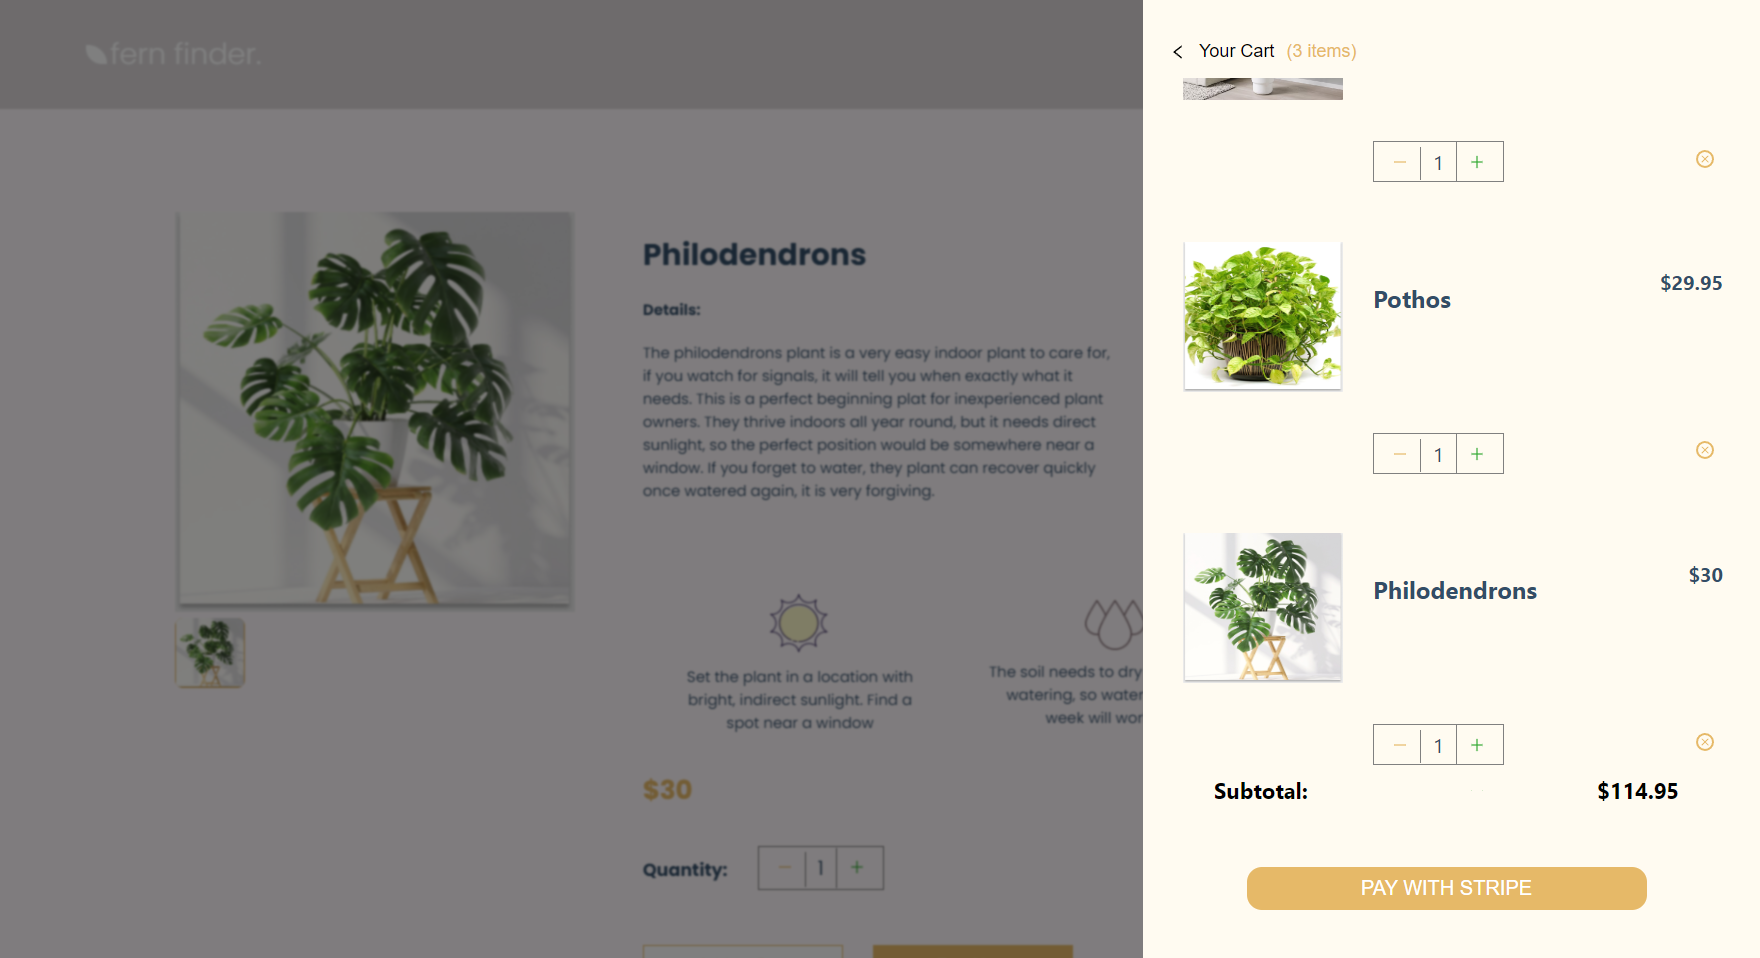 fern finder.
Philodendrons
Details:
The philodendrons plant is a very easy indoor plant to care for,
if you watch for signals, it will tell you when exactly what it
needs. This is a perfect beginning plat for inexperienced plant
owners. They thrive indoors all year round, but it needs direct
sunlight, so the perfect position would be somewhere near a
window. If you forget to water, they plant can recover quickly
once watered again, it is very forgiving.
Set the plant in a location with
bright, indirect sunlight. Find a
spot near a window
The soil needs to dry
watering, so water
week will
$30
Quantity:
− 1 +
Your Cart (3 items)
− 1 +
Pothos
$29.95
− 1 +
Philodendrons
$30
− 1 +
Subtotal:
$114.95
PAY WITH STRIPE